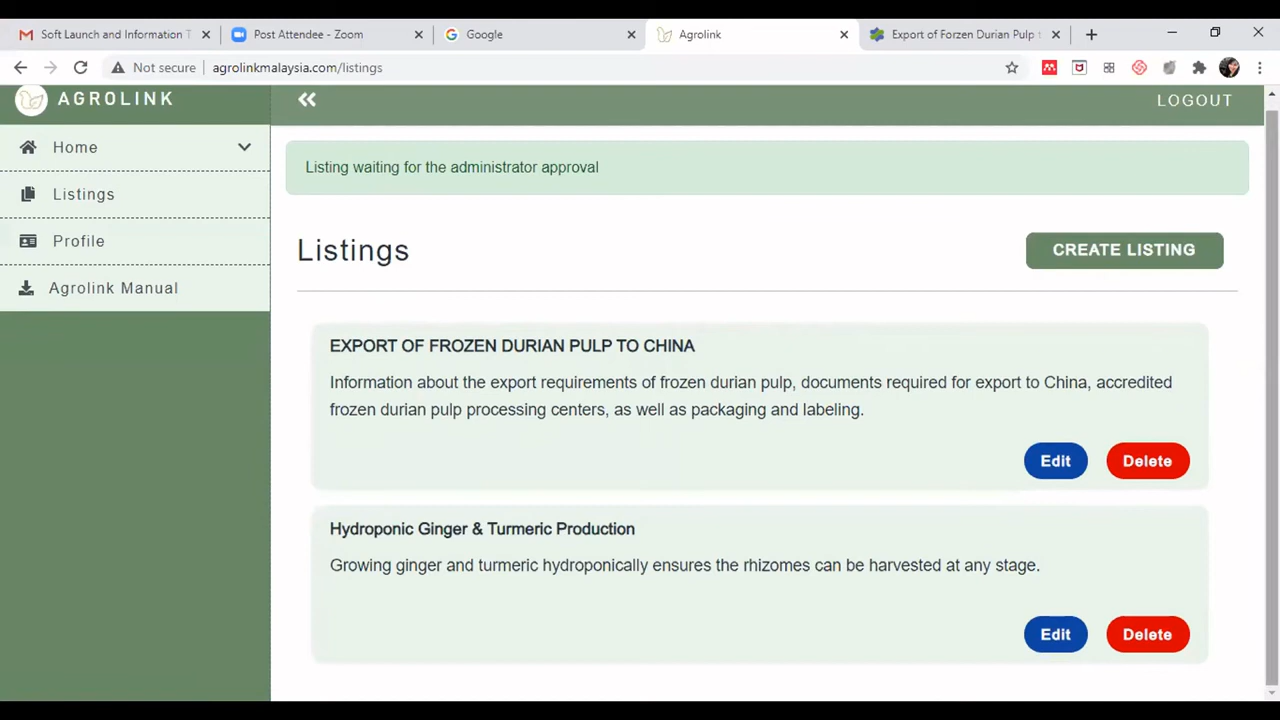 Soft Launch and Information T
Post Attendee - Zoom
Google
Agrolink
Export of Forzen Durian Pulp t
Not secure
agrolinkmalaysia.com/listings
AGROLINK
LOGOUT
Home
Listings
Profile
Agrolink Manual
Listing waiting for the administrator approval
Listings
CREATE LISTING
EXPORT OF FROZEN DURIAN PULP TO CHINA
Information about the export requirements of frozen durian pulp, documents required for export to China, accredited
frozen durian pulp processing centers, as well as packaging and labeling.
Edit
Delete
Hydroponic Ginger & Turmeric Production
Growing ginger and turmeric hydroponically ensures the rhizomes can be harvested at any stage.
Edit
Delete